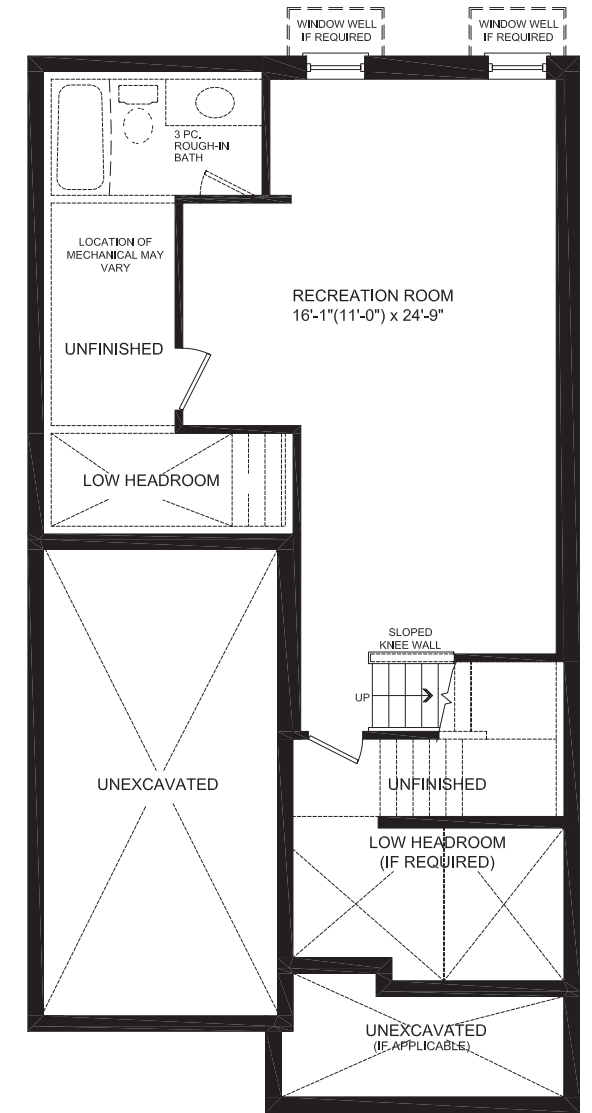 WINDOW WELL
IF REQUIRED
WINDOW WELL
IF REQUIRED
3 PC.
ROUGH-IN
BATH
LOCATION OF
MECHANICAL MAY
VARY
RECREATION ROOM
16'-1"(11'-0") x 24'-9"
UNFINISHED
LOW HEADROOM
SLOPED
KNEE WALL
UP
UNEXCAVATED
UNFINISHED
LOW HEADROOM
(IF REQUIRED)
UNEXCAVATED
(IF APPLICABLE)